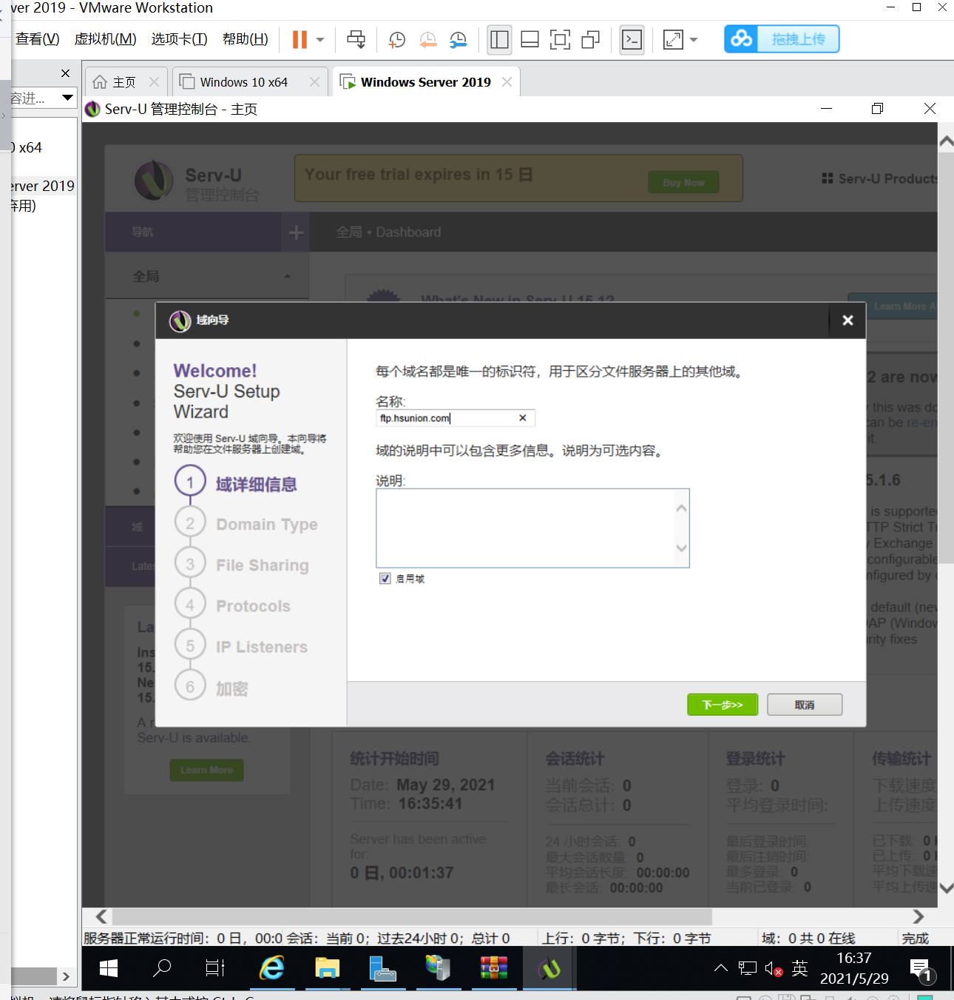 ver 2019 - VMware Workstation
查看(V) 虚拟机(M) 选项卡(T) 帮助(H) 拖拽上传
主页 Windows 10 x64 Windows Server 2019
容进...
Serv-U 管理控制台 - 主页
0 x64
erver 2019
弃用)
Serv-U
管理控制台
Your free trial expires in 15 日
Buy Now
Serv-U Products
导航
全局 • Dashboard
全局
What's New in Serv-U 15.1?
Learn More A
域向导
Welcome!
Serv-U Setup
Wizard
欢迎使用 Serv-U 域向导。本向导将
帮助您在文件服务器上创建域。
1 域详细信息
2 Domain Type
3 File Sharing
4 Protocols
5 IP Listeners
6 加密
每个域名都是唯一的标识符，用于区分文件服务器上的其他域。
名称:
ftp.hsunion.com
域的说明中可以包含更多信息。说明为可选内容。
说明:
启用域
下一步>>
取消
2 are now
this was do
can be re-en
it.
5.1.6
is supporte
TTP Strict Tr
y Exchange
configurable
nfigured by
default (new
AP (Window
rity fixes
域
Lates
La
Ins
15.
Ne
15.
A r
Serv-U is available.
Learn More
统计开始时间
Date: May 29, 2021
Time: 16:35:41
Server has been active
for:
0 日, 00:01:37
会话统计
当前会话: 0
会话总计: 0
24 小时会话: 0
最大会话数量: 0
平均会话长度: 00:00:00
最长会话: 00:00:00
登录统计
登录: 0
平均登录时间:
最后登录时间:
最后注销时间:
最多登录: 0
当前已登录: 0
传输统计
下载速度
上传速度
已下载: 0
已上传: 0
平均下载速
平均上传速
服务器正常运行时间：0 日，00:0 会话：当前 0；过去24小时 0；总计 0 上行：0 字节；下行：0 字节 域：0 共 0 在线 完成
英
16:37
2021/5/29
1